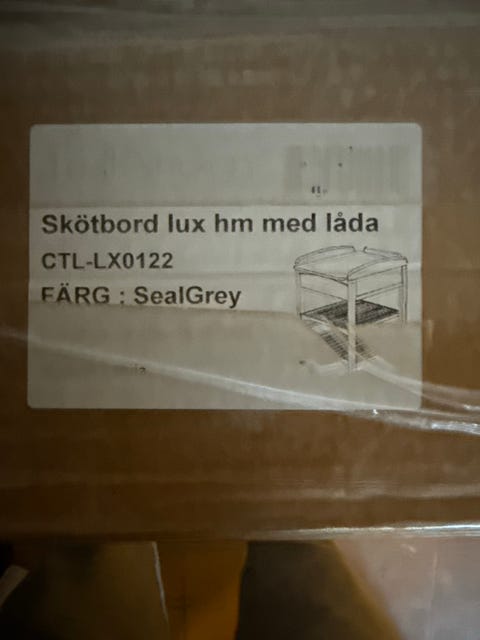 Skötbord lux hm med låda
CTL-LX0122
FÄRG : SealGrey